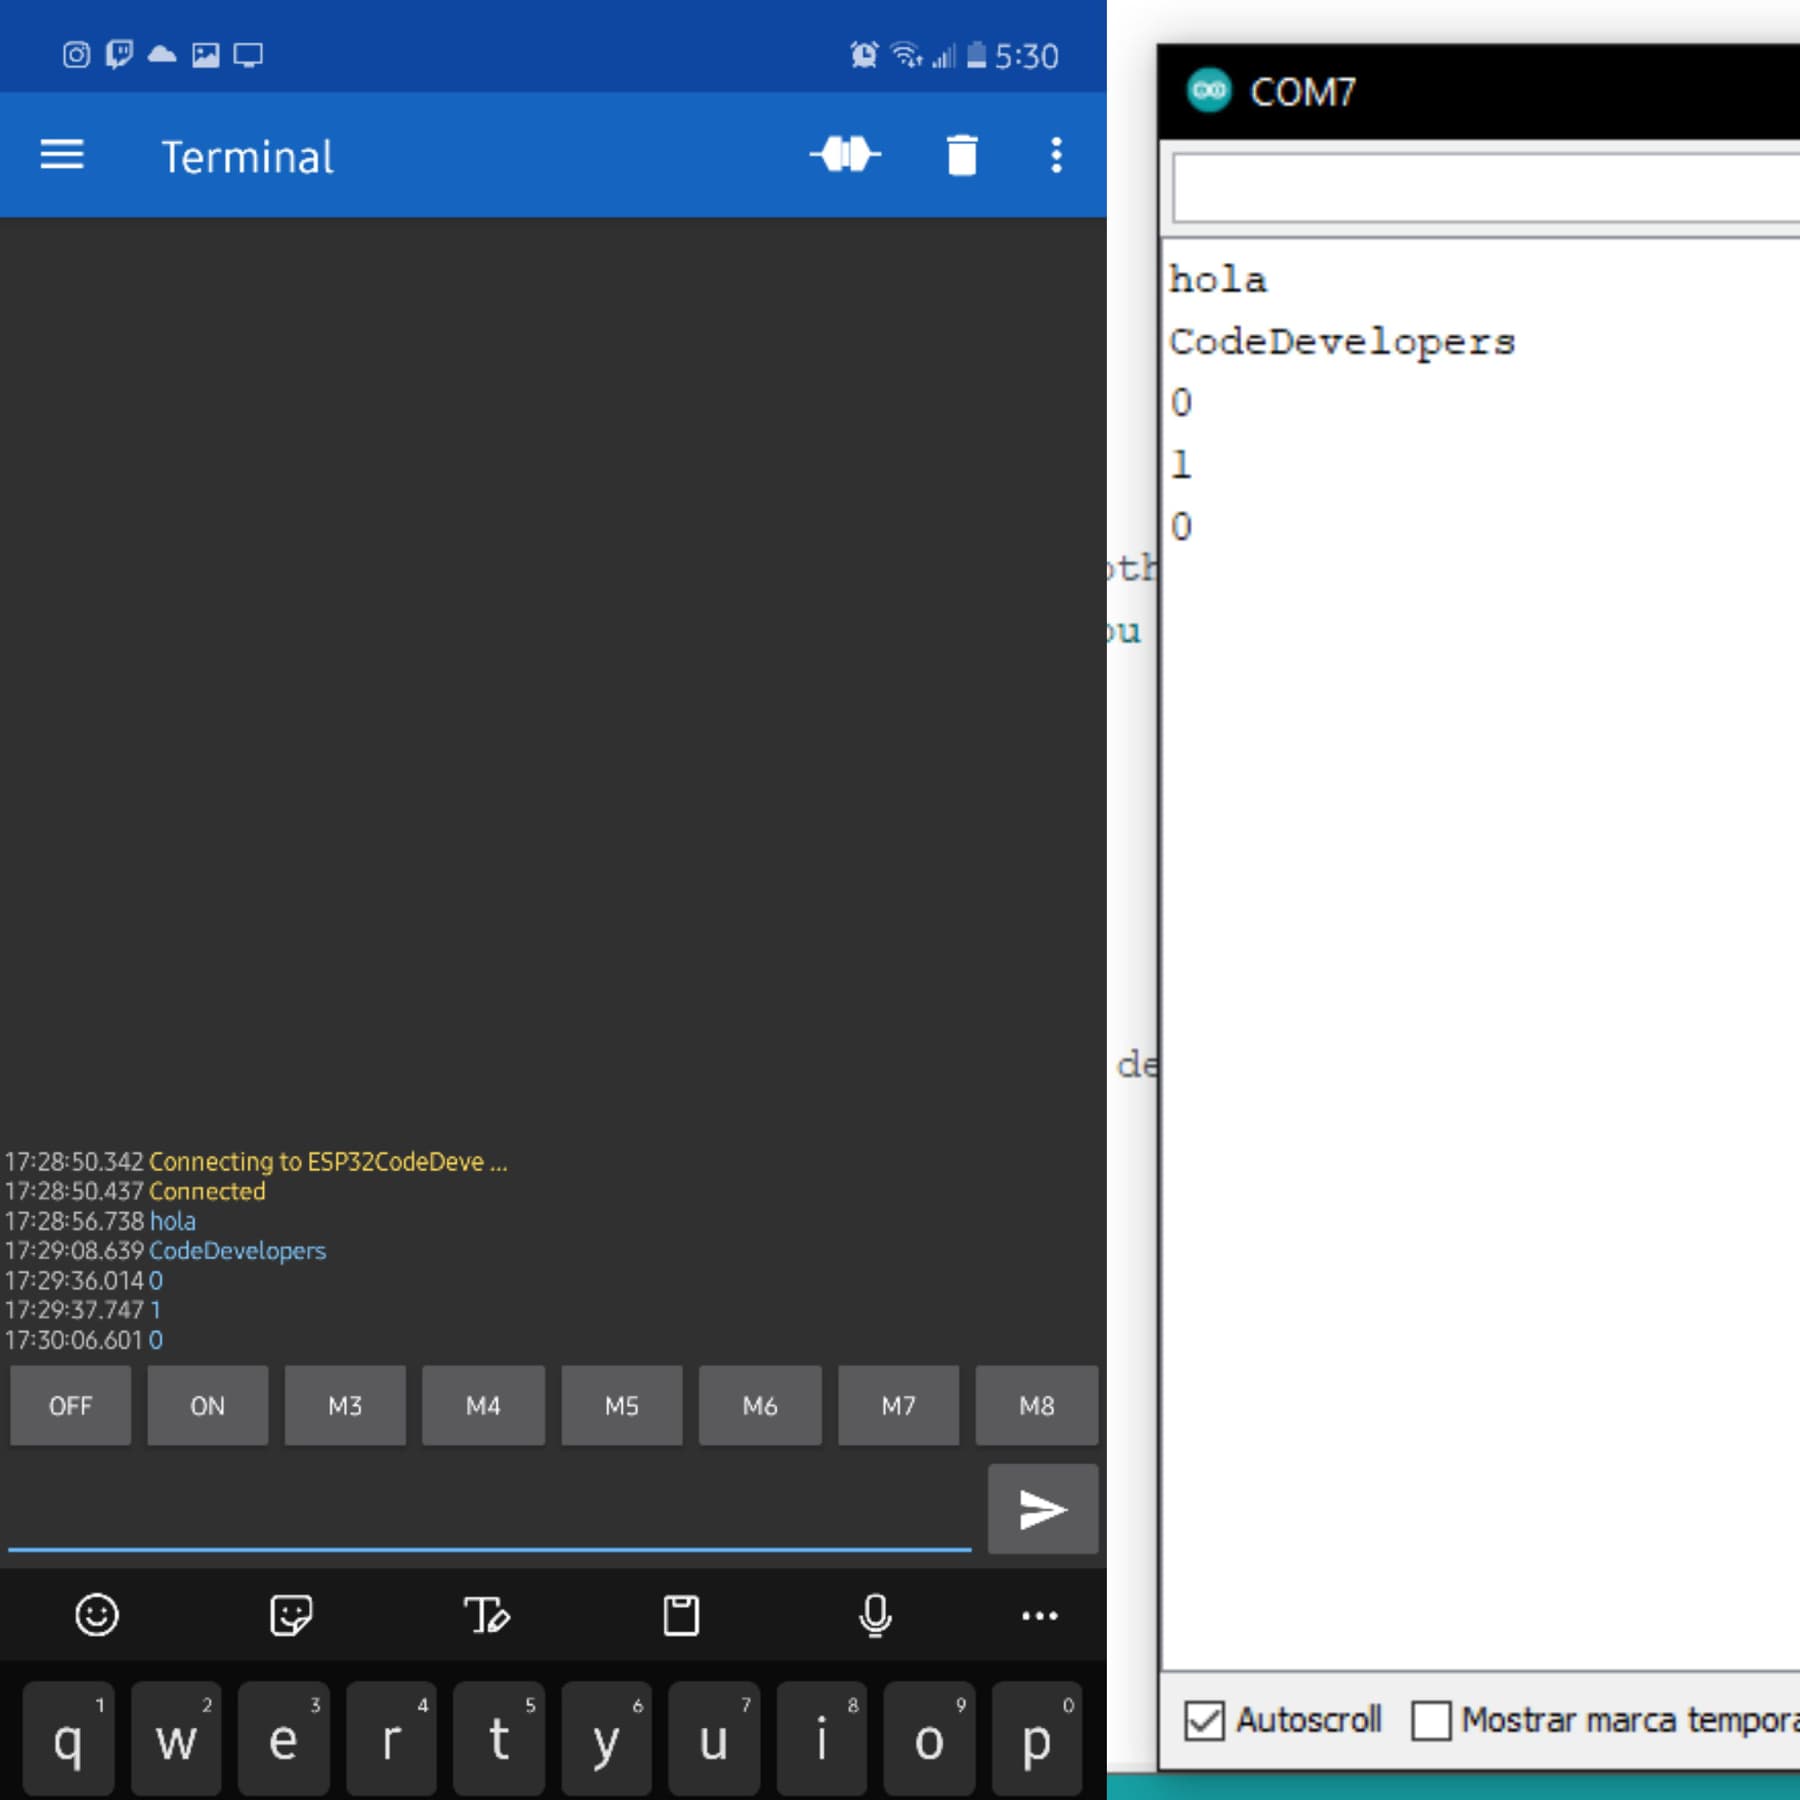 5:30
Terminal
17:28:50.342 Connecting to ESP32CodeDeve ...
17:28:50.437 Connected
17:28:56.738 hola
17:29:08.639 CodeDevelopers
17:29:36.014 0
17:29:37.747 1
17:30:06.601 0
OFF ON M3 M4 M5 M6 M7 M8
1 2 3 4 5 6 7 8 9 0
q w e r t y u i o p
COM7
hola
CodeDevelopers
0
1
0
ou
de
Autoscroll Mostrar marca